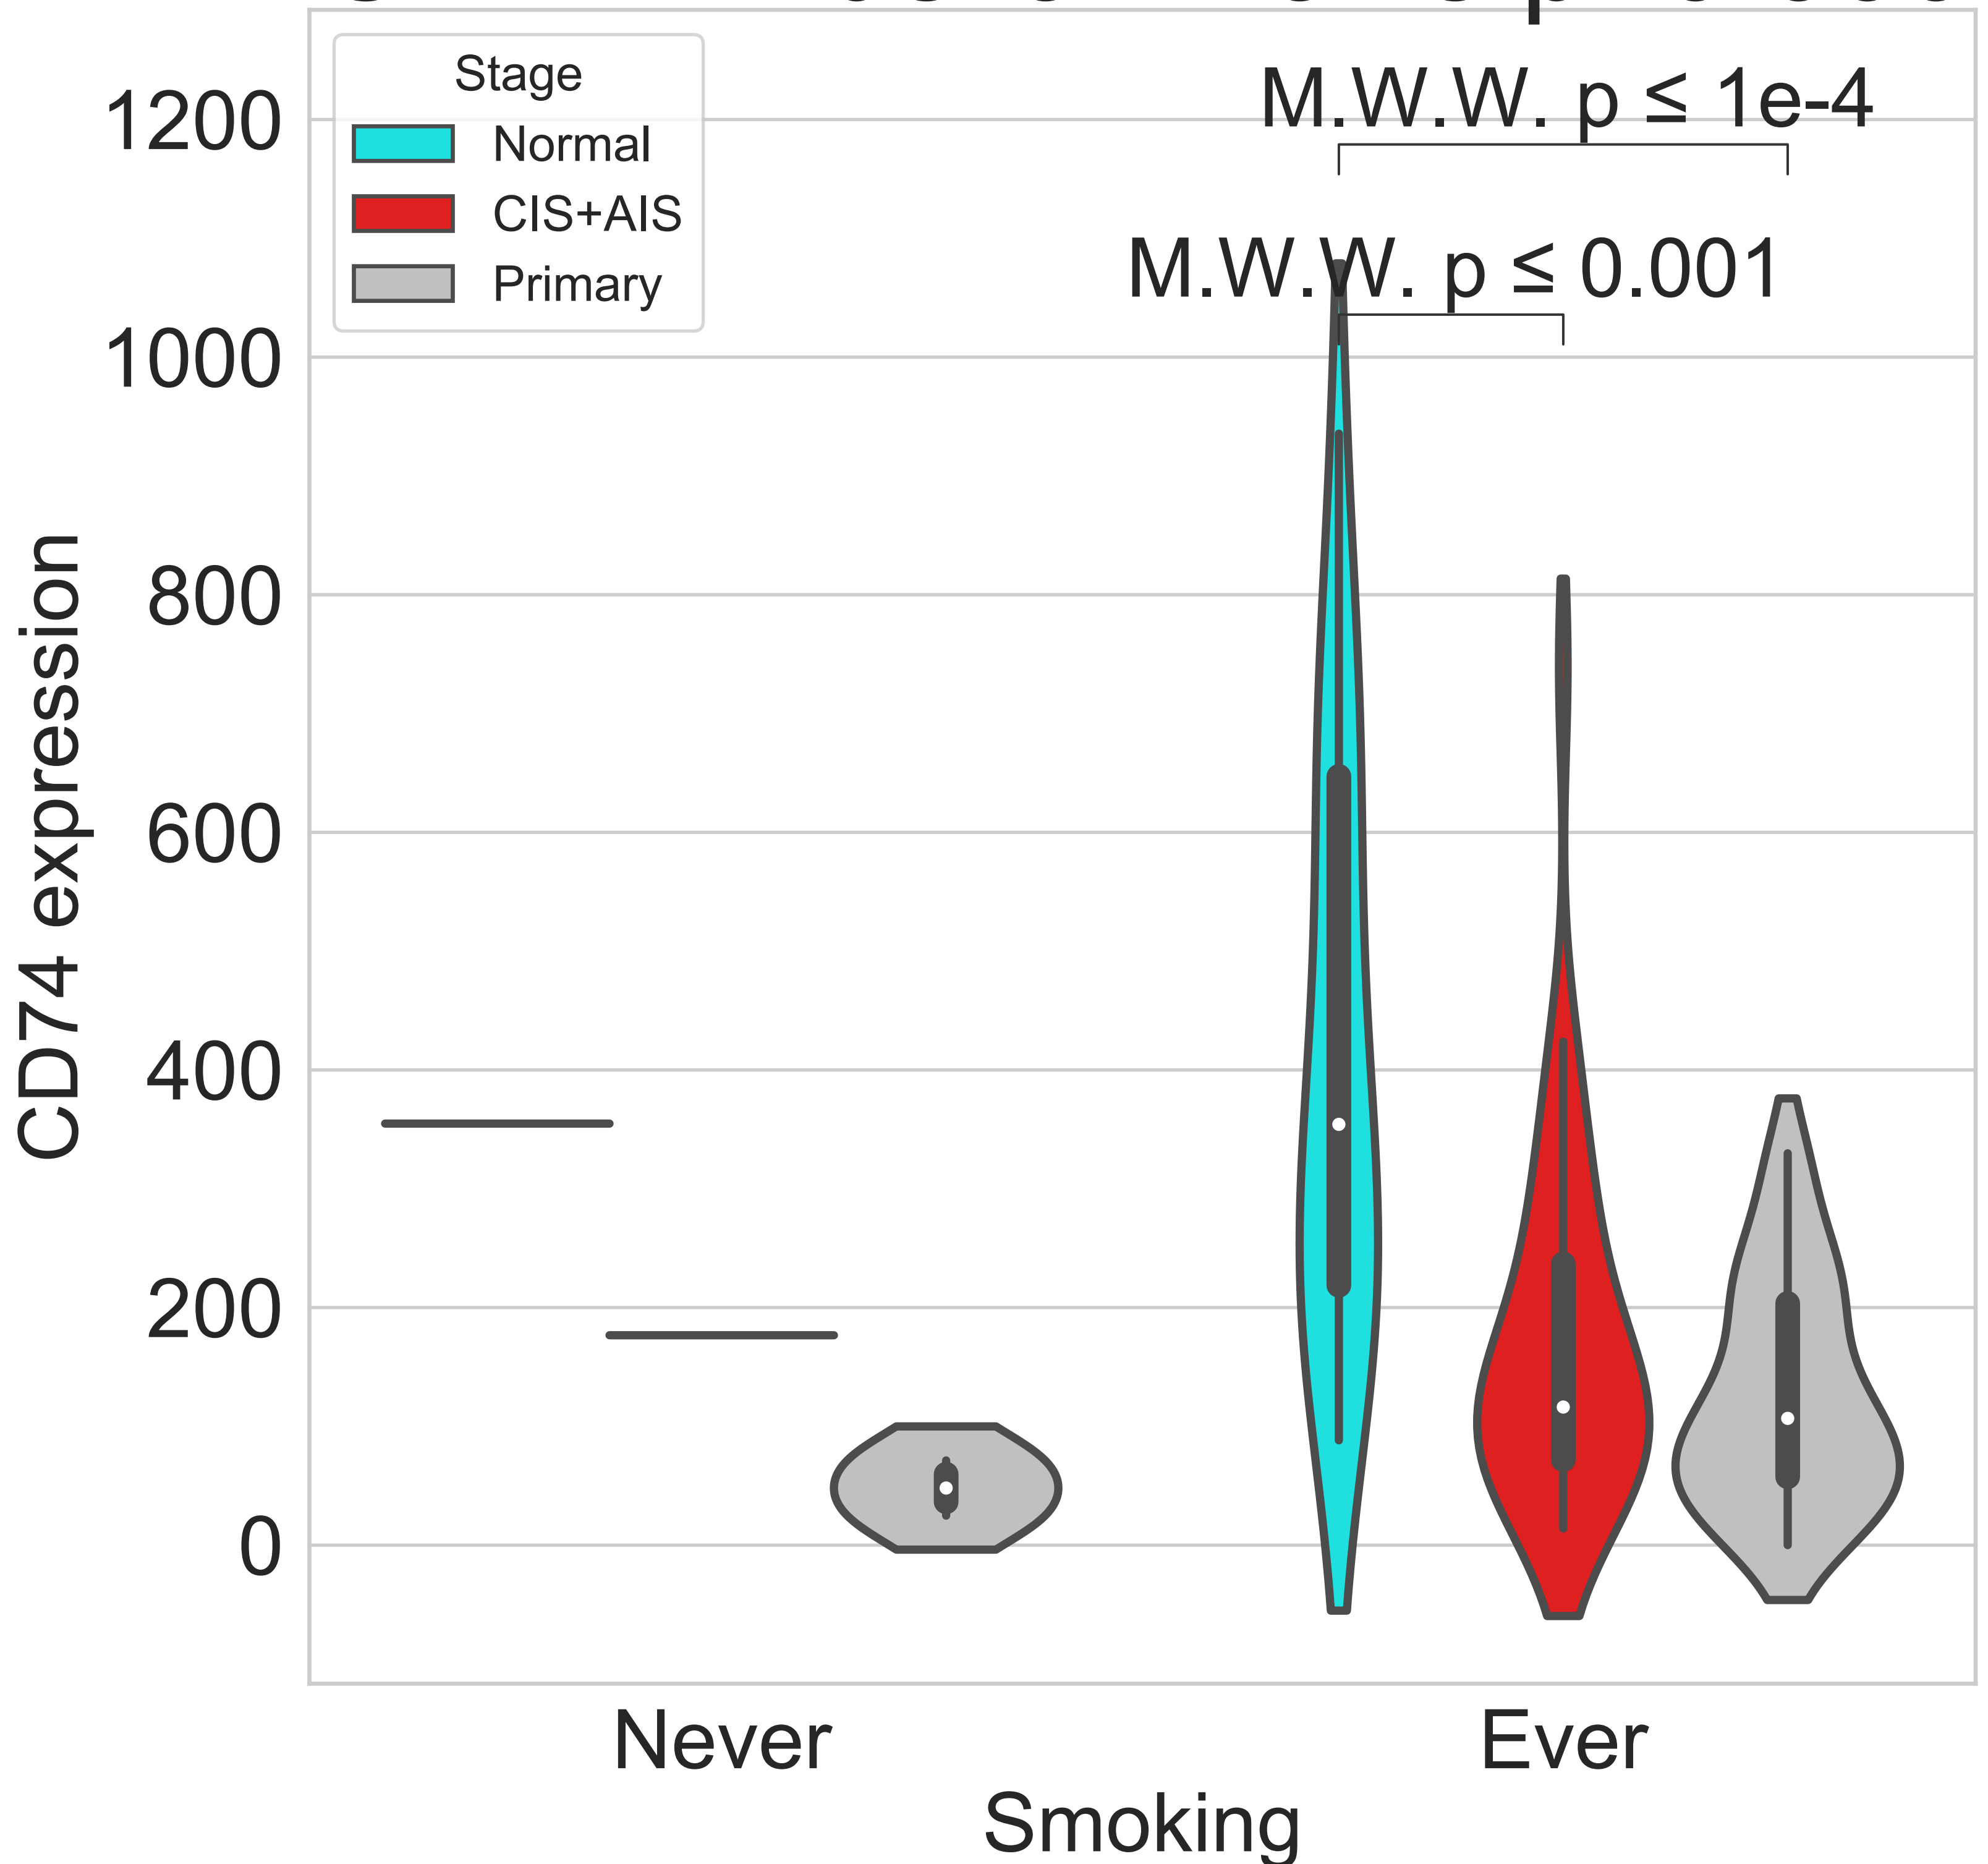 Stage
Normal
CIS+AIS
Primary
M.W.W. p ≤ 1e-4
M.W.W. p ≤ 0.001
1200
1000
800
600
400
200
0
CD74 expression
Never
Ever
Smoking